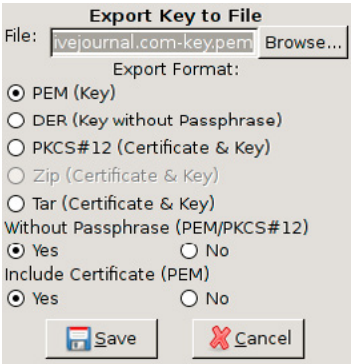 Export Key to File
File: ivejournal.com-key.pem Browse...
Export Format:
PEM (Key)
DER (Key without Passphrase)
PKCS#12 (Certificate & Key)
Zip (Certificate & Key)
Tar (Certificate & Key)
Without Passphrase (PEM/PKCS#12)
Yes No
Include Certificate (PEM)
Yes No
Save Cancel